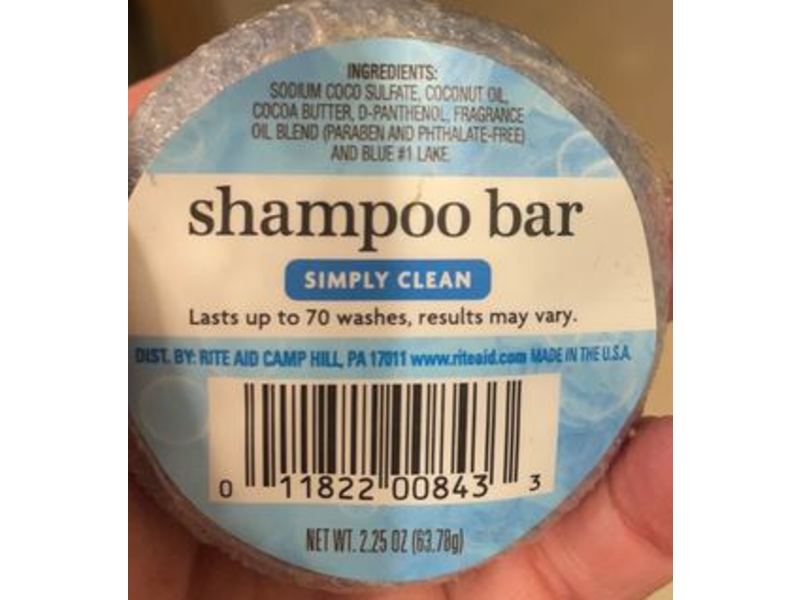 INGREDIENTS:
SODIUM COCO SULFATE, COCONUT OIL,
COCOA BUTTER, D-PANTHENOL, FRAGRANCE
OIL BLEND (PARABEN AND PHTHALATE-FREE)
AND BLUE #1 LAKE.
shampoo bar
SIMPLY CLEAN
Lasts up to 70 washes, results may vary.
DIST. BY: RITE AID CAMP HILL, PA 17011 www.riteaid.com MADE IN THE U.S.A.
0 11822 00843 3
NET WT. 2.25 OZ (63.78g)